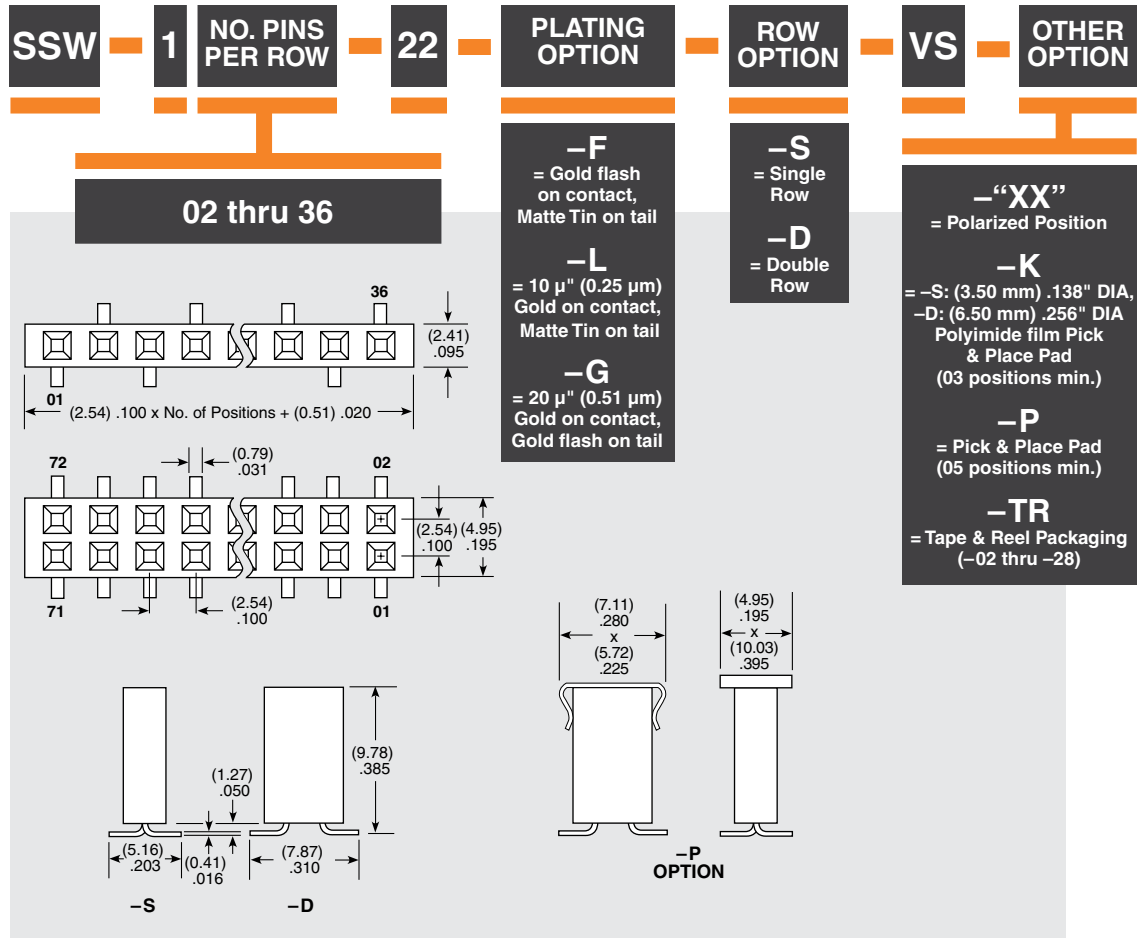 SSW
1
NO. PINS
PER ROW
22
PLATING
OPTION
ROW
OPTION
VS
OTHER
OPTION
02 thru 36
–F
= Gold flash
on contact,
Matte Tin on tail
–L
= 10 µ" (0.25 µm)
Gold on contact,
Matte Tin on tail
–G
= 20 µ" (0.51 µm)
Gold on contact,
Gold flash on tail
–S
= Single
Row
–D
= Double
Row
–“XX”
= Polarized Position
–K
= –S: (3.50 mm) .138" DIA,
–D: (6.50 mm) .256" DIA
Polyimide film Pick
& Place Pad
(03 positions min.)
–P
= Pick & Place Pad
(05 positions min.)
–TR
= Tape & Reel Packaging
(–02 thru –28)
36
(2.41)
.095
01
(2.54) .100 x No. of Positions + (0.51) .020
72
(0.79)
.031
02
(2.54)
.100
(4.95)
.195
71
(2.54)
.100
01
(7.11)
.280
x
(5.72)
.225
(4.95)
.195
x
(10.03)
.395
(9.78)
.385
(1.27)
.050
(5.16)
.203
(0.41)
.016
(7.87)
.310
–S
–D
–P
OPTION